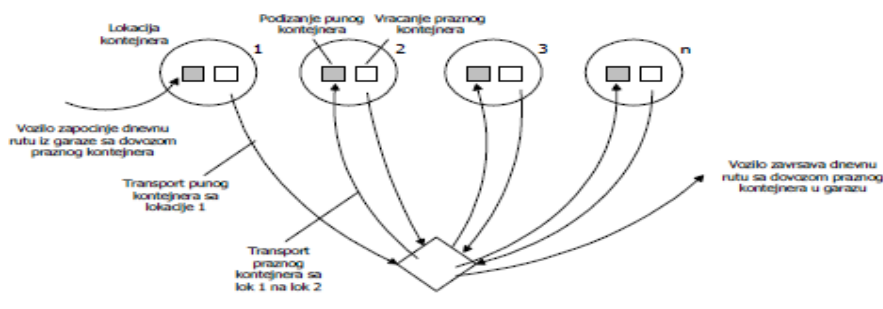 Lokacija
kontejnera
Podizanje punog
kontejnera
Vracanje praznog
kontejnera
1
2
3
n
Vozilo zapocinje dnevnu
rutu iz garaze sa dovozom
praznog kontejnera
Transport punog
kontejnera sa
lokacije 1
Transport
praznog
kontejnera sa
lok 1 na lok 2
Vozilo zavrsava dnevnu
rutu sa dovozom praznog
kontejnera u garazu